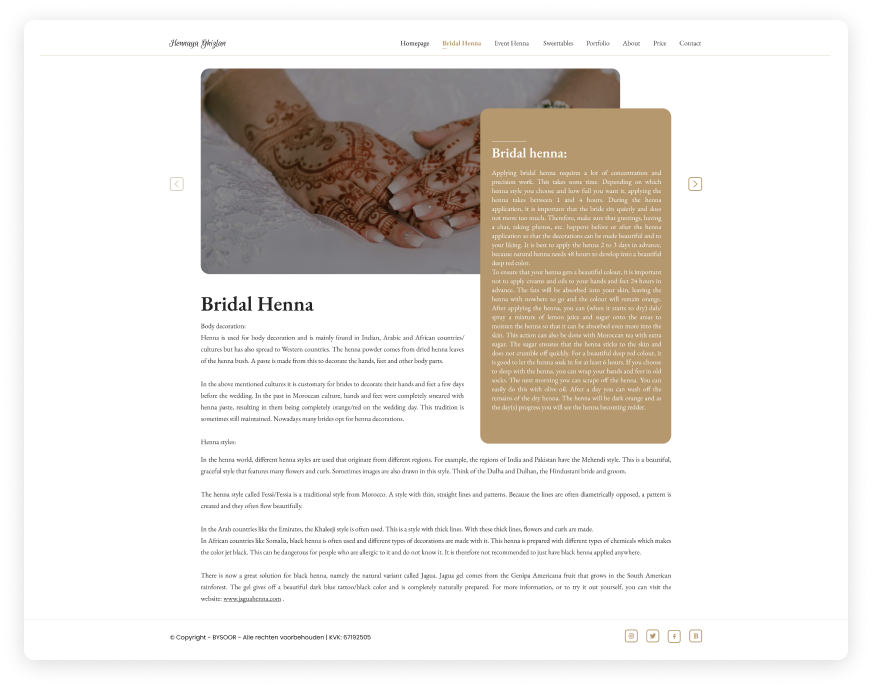 Hennaya Ghizlan
Homepage Bridal Henna Event Henna Sweettables Portfolio About Price Contact
Bridal henna:
Applying bridal henna requires a lot of concentration and
precision work. This takes some time. Depending on which
henna style you choose and how full you want it, applying the
henna takes between 1 and 4 hours. During the henna
application, it is important that the bride sits quietly and does
not move too much. Therefore, make sure that greetings, having
a chat, taking photos, etc. happens before or after the henna
application so that the decorations can be made beautiful and to
your liking. It is best to apply the henna 2 to 3 days in advance,
because natural henna needs 48 hours to develop into a beautiful
deep red color.
To ensure that your henna gets a beautiful colour, it is important
not to apply creams and oils to your hands and feet 24 hours in
advance. The fats will be absorbed into your skin, leaving the
henna with nowhere to go and the colour will remain orange.
After applying the henna, you can (when it starts to dry) dab/
spray a mixture of lemon juice and sugar onto the areas to
moisten the henna so that it can be absorbed even more into the
skin. This action can also be done with Moroccan tea with extra
sugar. The sugar ensures that the henna sticks to the skin and
does not crumble off quickly. For a beautiful deep red colour, it
is good to let the henna soak in for at least 6 hours. If you choose
to sleep with the henna, you can wrap your hands and feet in old
socks. The next morning you can scrape off the henna. You can
easily do this with olive oil. After a day you can wash off the
remains of the dry henna. The henna will be dark orange and as
the day(s) progress you will see the henna becoming redder.
Bridal Henna
Body decoration:
Henna is used for body decoration and is mainly found in Indian, Arabic and African countries/
cultures but has also spread to Western countries. The henna powder comes from dried henna leaves
of the henna bush. A paste is made from this to decorate the hands, feet and other body parts.
In the above mentioned cultures it is customary for brides to decorate their hands and feet a few days
before the wedding. In the past in Moroccan culture, hands and feet were completely smeared with
henna paste, resulting in them being completely orange/red on the wedding day. This tradition is
sometimes still maintained. Nowadays many brides opt for henna decorations.
Henna styles:
In the henna world, different henna styles are used that originate from different regions. For example, the regions of India and Pakistan have the Mehendi style. This is a beautiful,
graceful style that features many flowers and curls. Sometimes images are also drawn in this style. Think of the Dulha and Dulhan, the Hindustani bride and groom.
The henna style called Fessi/Fessia is a traditional style from Morocco. A style with thin, straight lines and patterns. Because the lines are often diametrically opposed, a pattern is
created and they often flow beautifully.
In the Arab countries like the Emirates, the Khaleeji style is often used. This is a style with thick lines. With these thick lines, flowers and curls are made.
In African countries like Somalia, black henna is often used and different types of decorations are made with it. This henna is prepared with different types of chemicals which makes
the color jet black. This can be dangerous for people who are allergic to it and do not know it. It is therefore not recommended to just have black henna applied anywhere.
There is now a great solution for black henna, namely the natural variant called Jagua. Jagua gel comes from the Genipa Americana fruit that grows in the South American
rainforest. The gel gives off a beautiful dark blue tattoo/black color and is completely naturally prepared. For more information, or to try it out yourself, you can visit the
website: www.jaguahenna.com .
© Copyright - BYSOOR - Alle rechten voorbehouden | KVK: 67192505